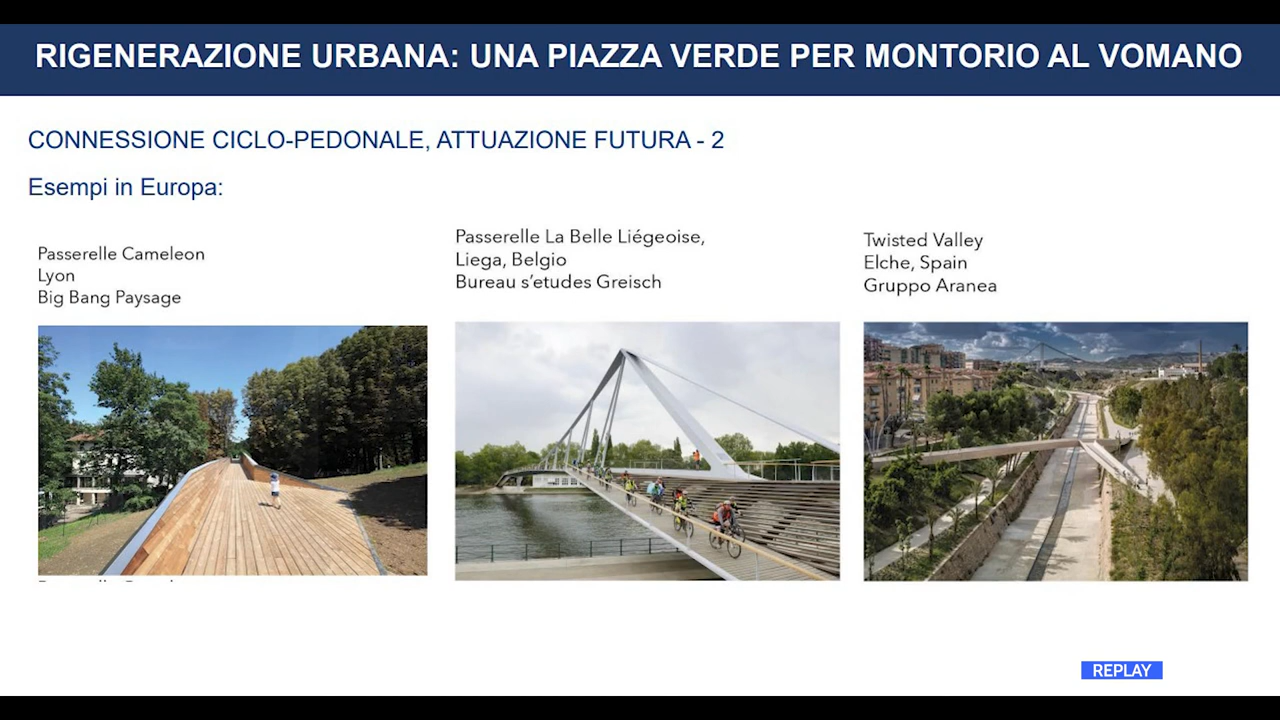 RIGENERAZIONE URBANA: UNA PIAZZA VERDE PER MONTORIO AL VOMANO
CONNESSIONE CICLO-PEDONALE, ATTUAZIONE FUTURA - 2
Esempi in Europa:
Passerelle Cameleon
Lyon
Big Bang Paysage
Passerelle La Belle Liégeoise,
Liega, Belgio
Bureau s'etudes Greisch
Twisted Valley
Elche, Spain
Gruppo Aranea
REPLAY